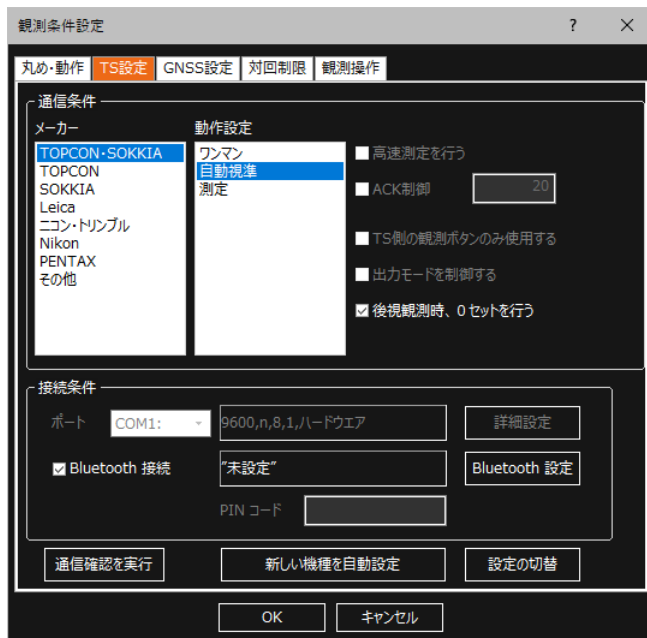 観測条件設定 ? ×
丸め・動作 TS設定 GNSS設定 対回制限 観測操作
通信条件
メーカー
TOPCON・SOKKIA
TOPCON
SOKKIA
Leica
ニコン・トリンブル
Nikon
PENTAX
その他
動作設定
ワンマン
自動視準
測定
高速測定を行う
ACK制御 20
TS側の観測ボタンのみ使用する
出力モードを制御する
後視観測時、0セットを行う
接続条件
ポート COM1: 9600,n,8,1,ハードウエア 詳細設定
Bluetooth 接続 "未設定" Bluetooth 設定
PIN コード
通信確認を実行 新しい機種を自動設定 設定の切替
OK キャンセル